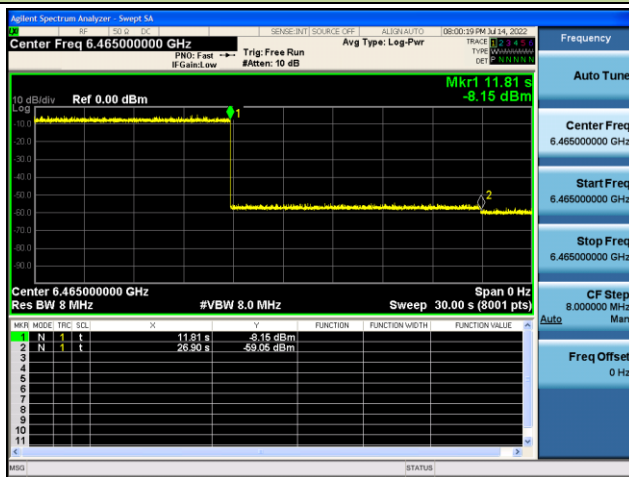 Agilent Spectrum Analyzer - Swept SA
RF 50 Ω DC SENSE:INT SOURCE OFF ALIGNAUTO 08:00:19 PM Jul 14, 2022
Center Freq 6.465000000 GHz
PNO: Fast
IFGain:Low
Trig: Free Run
#Atten: 10 dB
Avg Type: Log-Pwr
TRACE 1 2 3 4 5 6
TYPE
DET P N N N N N
Mkr1 11.81 s
-8.15 dBm
10 dB/div Ref 0.00 dBm
Log
-10.0
-20.0
-30.0
-40.0
-50.0
-60.0
-70.0
-80.0
-90.0
1
2
Center 6.465000000 GHz Span 0 Hz
Res BW 8 MHz #VBW 8.0 MHz Sweep 30.00 s (8001 pts)
MKR MODE TRC SCL X Y FUNCTION FUNCTION WIDTH FUNCTION VALUE
1 N 1 t 11.81 s -8.15 dBm
2 N 1 t 26.90 s -59.05 dBm
3
4
5
6
7
8
9
10
11
MSG STATUS
Frequency
Auto Tune
Center Freq
6.465000000 GHz
Start Freq
6.465000000 GHz
Stop Freq
6.465000000 GHz
CF Step
8.000000 MHz
Auto Man
Freq Offset
0 Hz